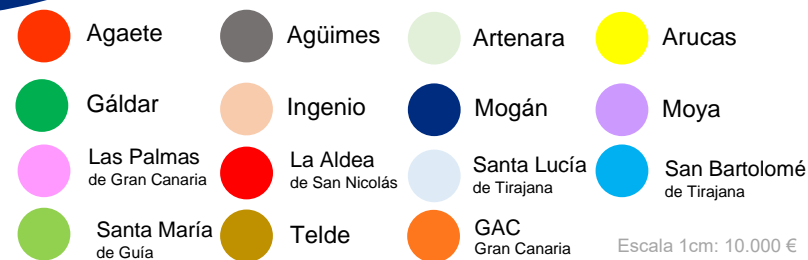 Agaete
Agüimes
Artenara
Arucas
Gáldar
Ingenio
Mogán
Moya
Las Palmas
de Gran Canaria
La Aldea
de San Nicolás
Santa Lucía
de Tirajana
San Bartolomé
de Tirajana
Santa María
de Guía
Telde
GAC
Gran Canaria
Escala 1cm: 10.000 €